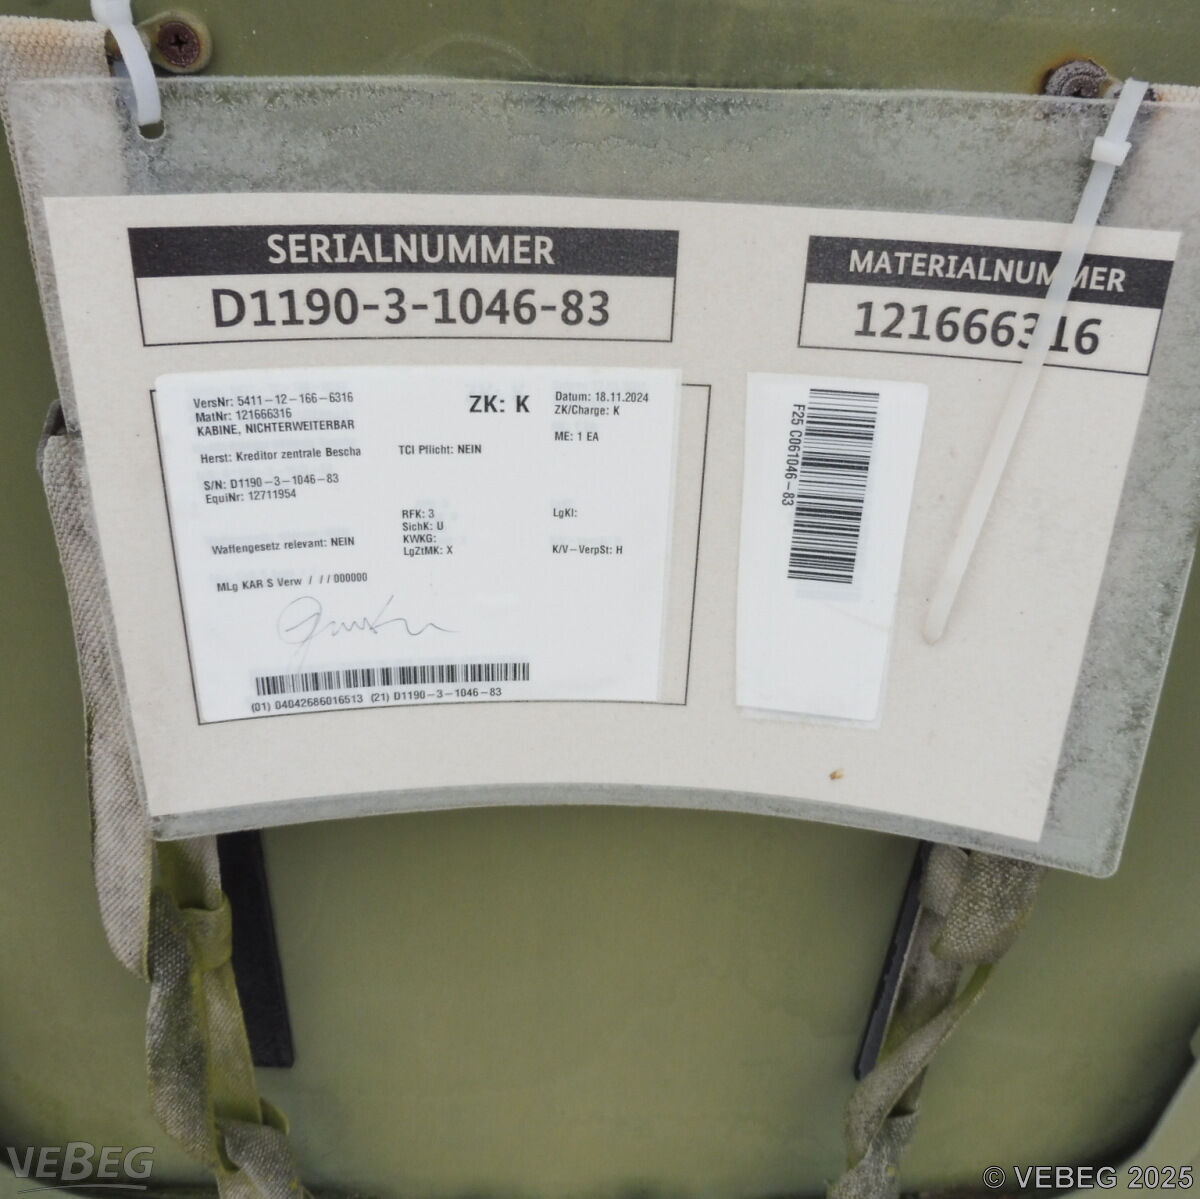 SERIALNUMMER
D1190-3-1046-83
MATERIALNUMMER
121666316
VersNr: 5411-12-166-6316
MatNr: 121666316
KABINE, NICHTERWEITERBAR
ZK: K
Datum: 18.11.2024
ZK/Charge: K
ME: 1 EA
Herst: Kreditor zentrale Bescha
TCI Pflicht: NEIN
S/N: D1190-3-1046-83
EquiNr: 12711954
RFK: 3
SichK: U
KWKG:
LgZtMK: X
LgKl:
K/V-VerpSt: H
Waffengesetz relevant: NEIN
MLg KAR S Verw / / / 000000
(01) 04042686016513 (21) D1190-3-1046-83
F25 C061046-83
VEBEG
© VEBEG 2025